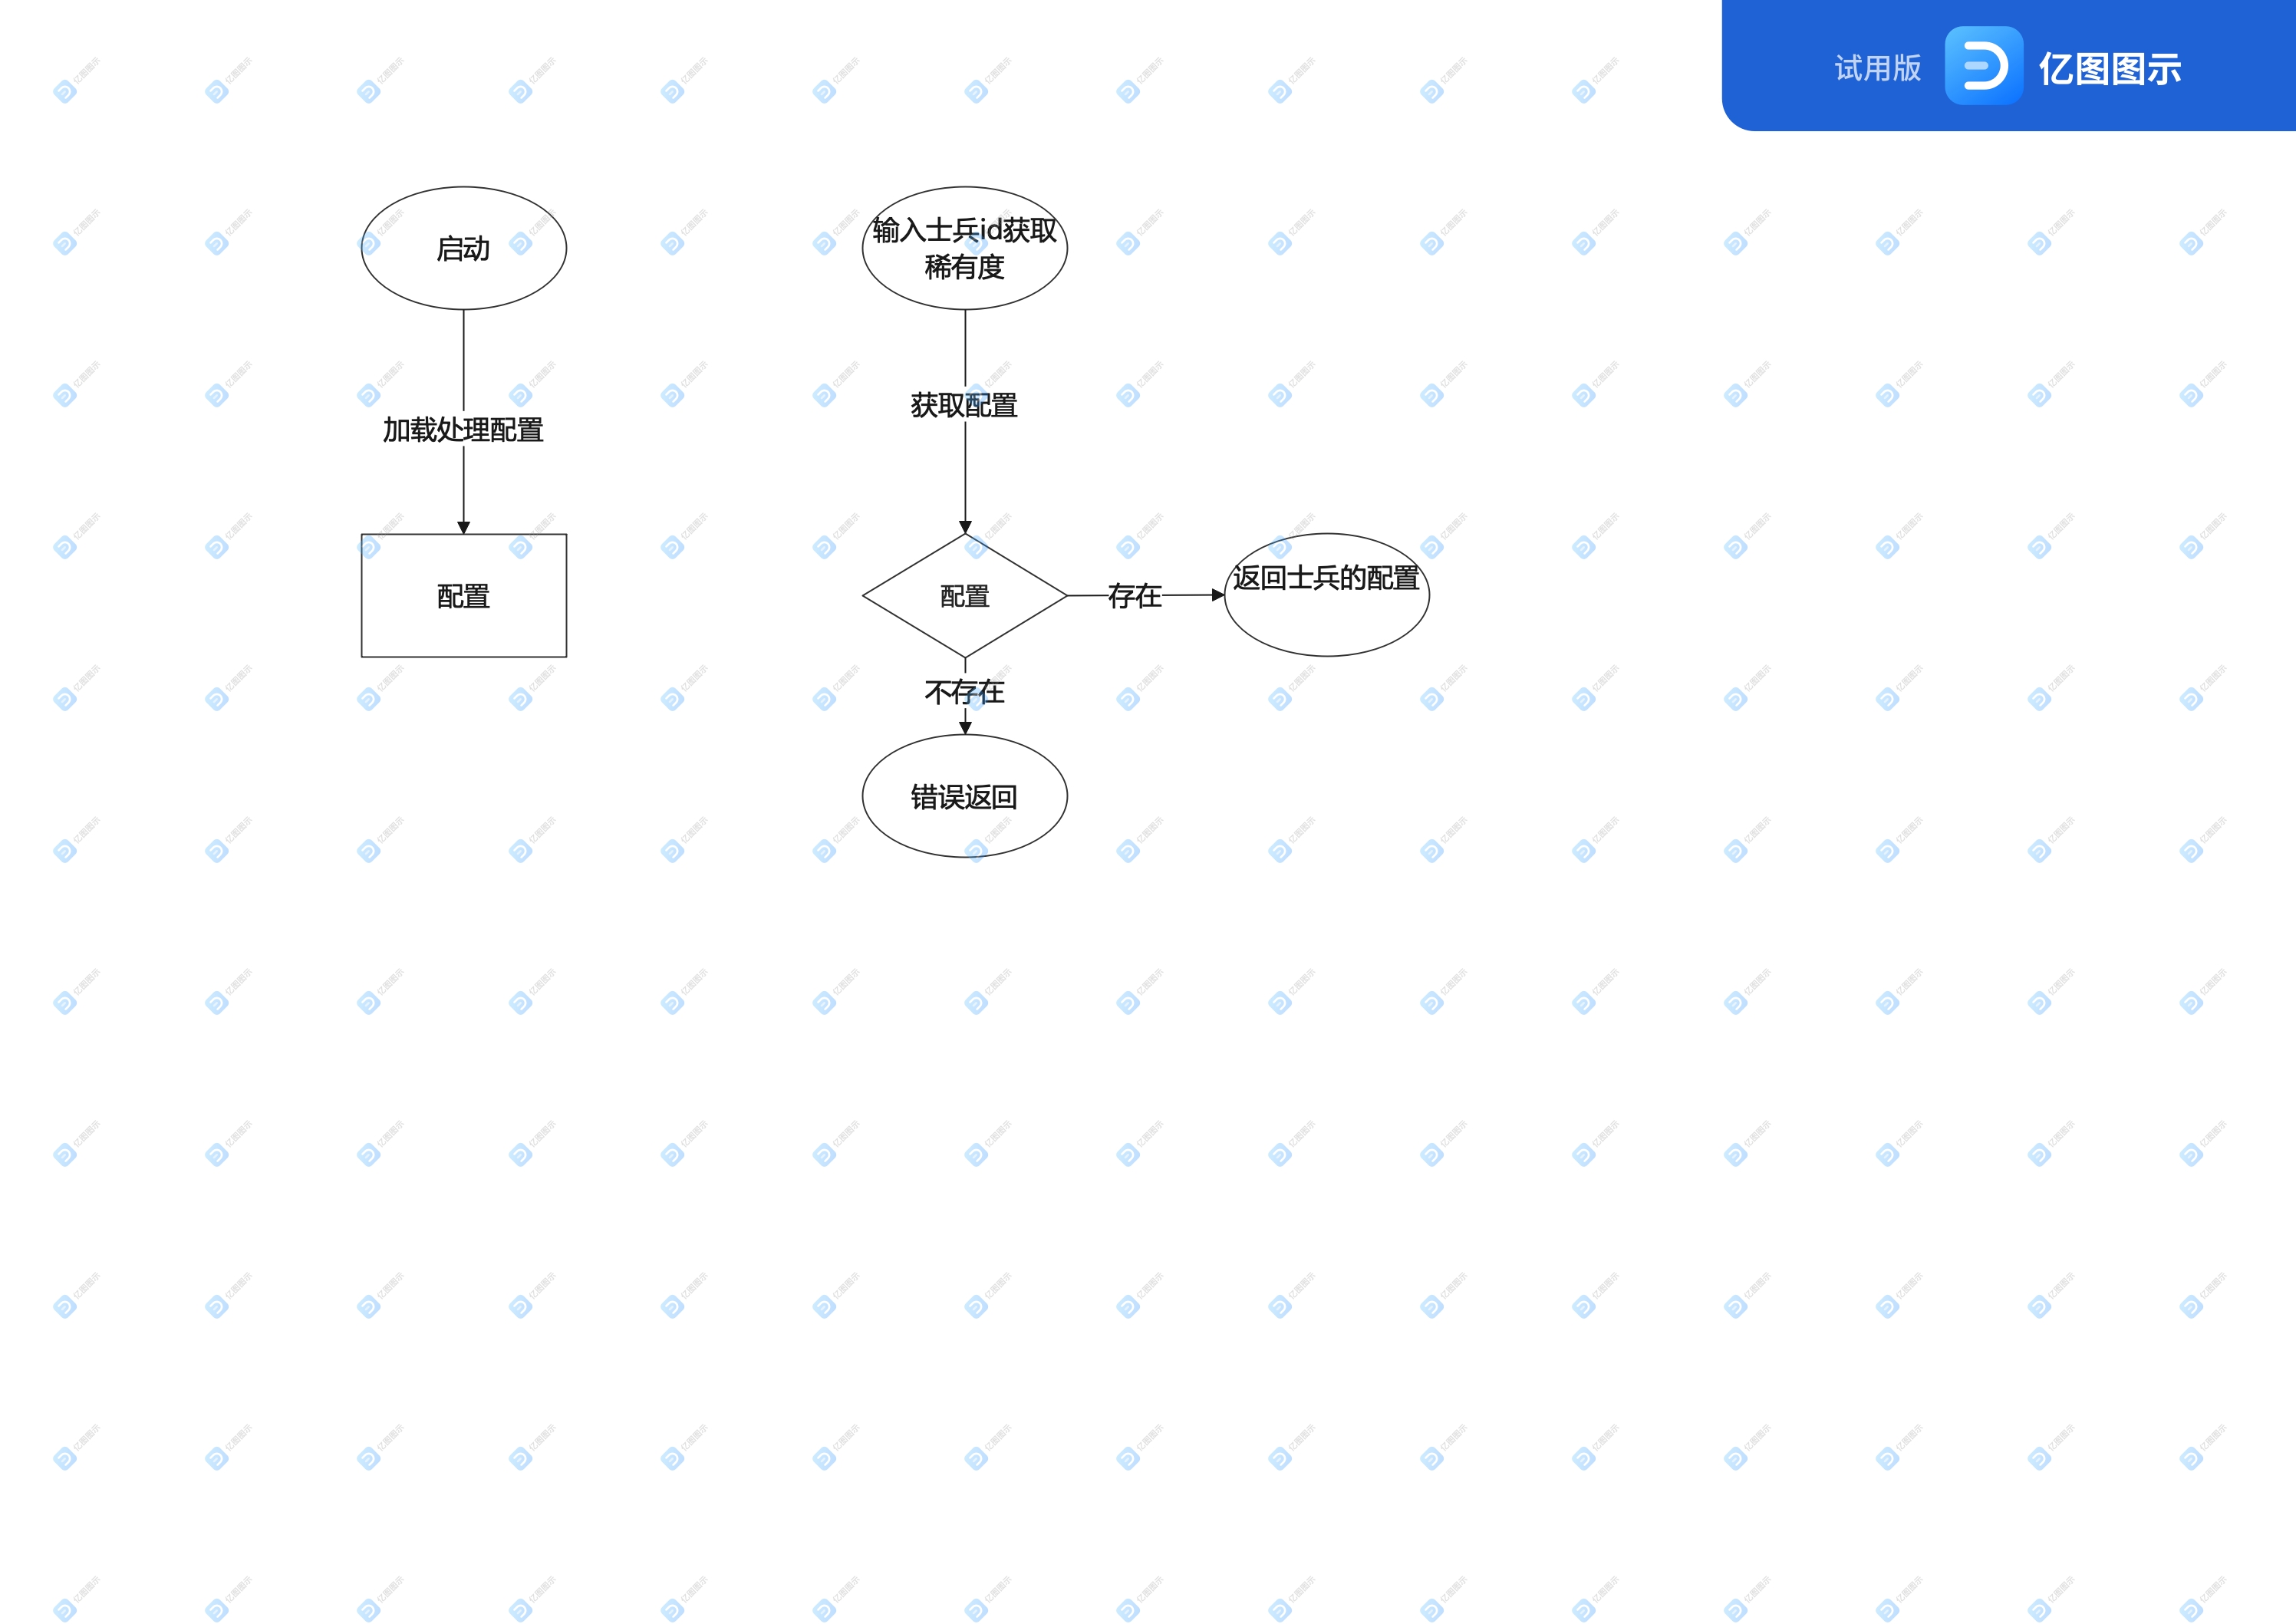 试用版 亿图图示
启动
加载处理配置
配置
输入士兵id获取
稀有度
获取配置
配置
存在
返回士兵的配置
不存在
错误返回